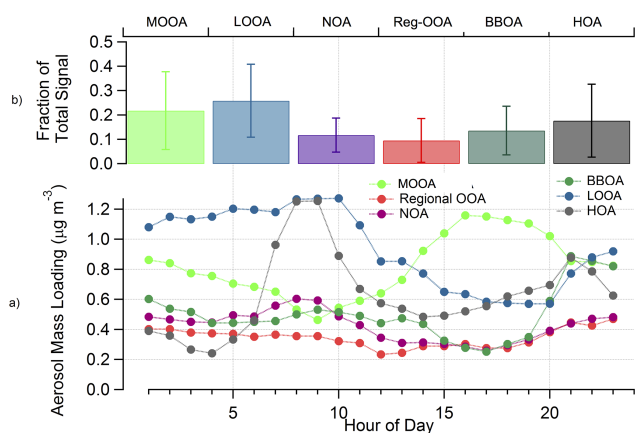 MOOA LOOA NOA Reg-OOA BBOA HOA
b)
Fraction of
Total Signal
0.5
0.4
0.3
0.2
0.1
0.0
a)
Aerosol Mass Loading (μg m⁻³)
1.2
1.0
0.8
0.6
0.4
0.2
0.0
MOOA
Regional OOA
NOA
BBOA
LOOA
HOA
5 10 15 20
Hour of Day